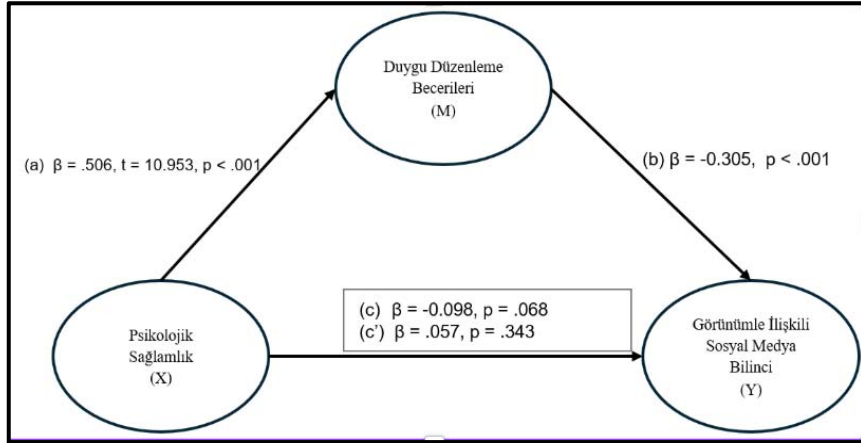 Duygu Düzenleme
Becerileri
(M)
(a) β = .506, t = 10.953, p < .001
(b) β = -0.305, p < .001
(c) β = -0.098, p = .068
(c') β = .057, p = .343
Psikolojik
Sağlamlık
(X)
Görünümle İlişkili
Sosyal Medya
Bilinci
(Y)